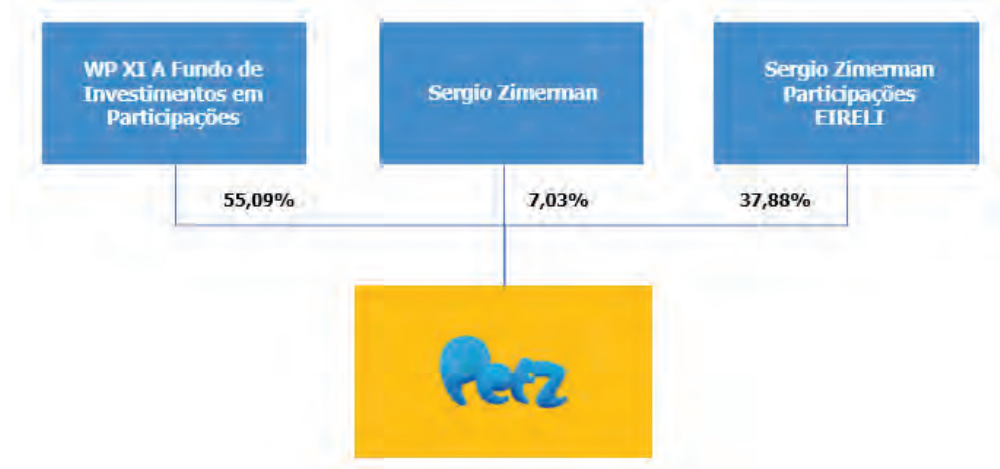 WP XI A Fundo de
Investimentos em
Participações
Sergio Zimerman
Sergio Zimerman
Participações
EIRELI
55,09%
7,03%
37,88%
Petz